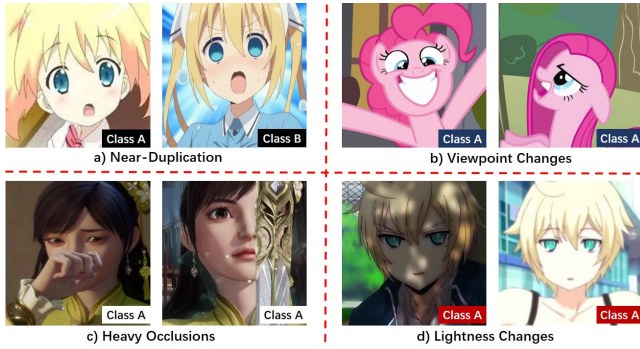 Class A
Class B
a) Near-Duplication
Class A
Class A
b) Viewpoint Changes
Class A
Class A
c) Heavy Occlusions
Class A
Class A
d) Lightness Changes